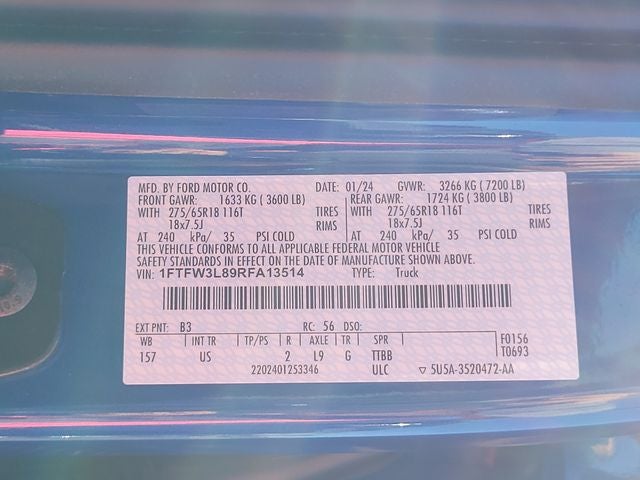 MFD. BY FORD MOTOR CO. DATE: 01/24 GVWR: 3266 KG ( 7200 LB)
FRONT GAWR: 1633 KG ( 3600 LB) REAR GAWR: 1724 KG ( 3800 LB)
WITH 275/65R18 116T TIRES WITH 275/65R18 116T TIRES
18x7.5J RIMS 18x7.5J RIMS
AT 240 kPa/ 35 PSI COLD AT 240 kPa/ 35 PSI COLD
THIS VEHICLE CONFORMS TO ALL APPLICABLE FEDERAL MOTOR VEHICLE
SAFETY STANDARDS IN EFFECT ON THE DATE OF MANUFACTURE SHOWN ABOVE.
VIN: 1FTFW3L89RFA13514 TYPE: Truck
EXT PNT: B3 RC: 56 DSO:
WB INT TR TP/PS R AXLE TR SPR F0156
157 US 2 L9 G TTBB T0693
2202401253346 ULC ▽ 5U5A-3520472-AA